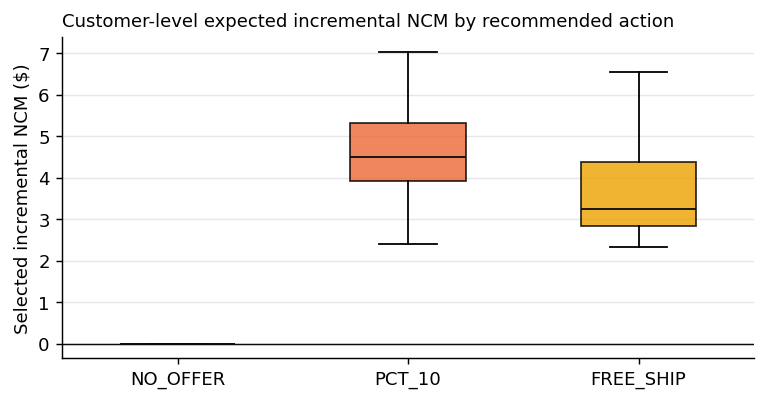 Customer-level expected incremental NCM by recommended action
Selected incremental NCM ($)
7
6
5
4
3
2
1
0
NO_OFFER
PCT_10
FREE_SHIP